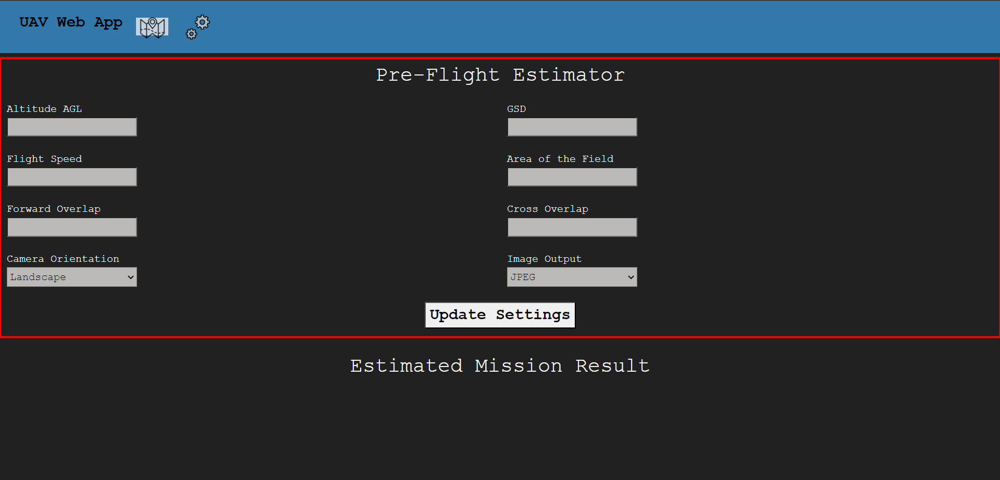 UAV Web App
Pre-Flight Estimator
Altitude AGL
GSD
Flight Speed
Area of the Field
Forward Overlap
Cross Overlap
Camera Orientation
Image Output
Landscape
JPEG
Update Settings
Estimated Mission Result